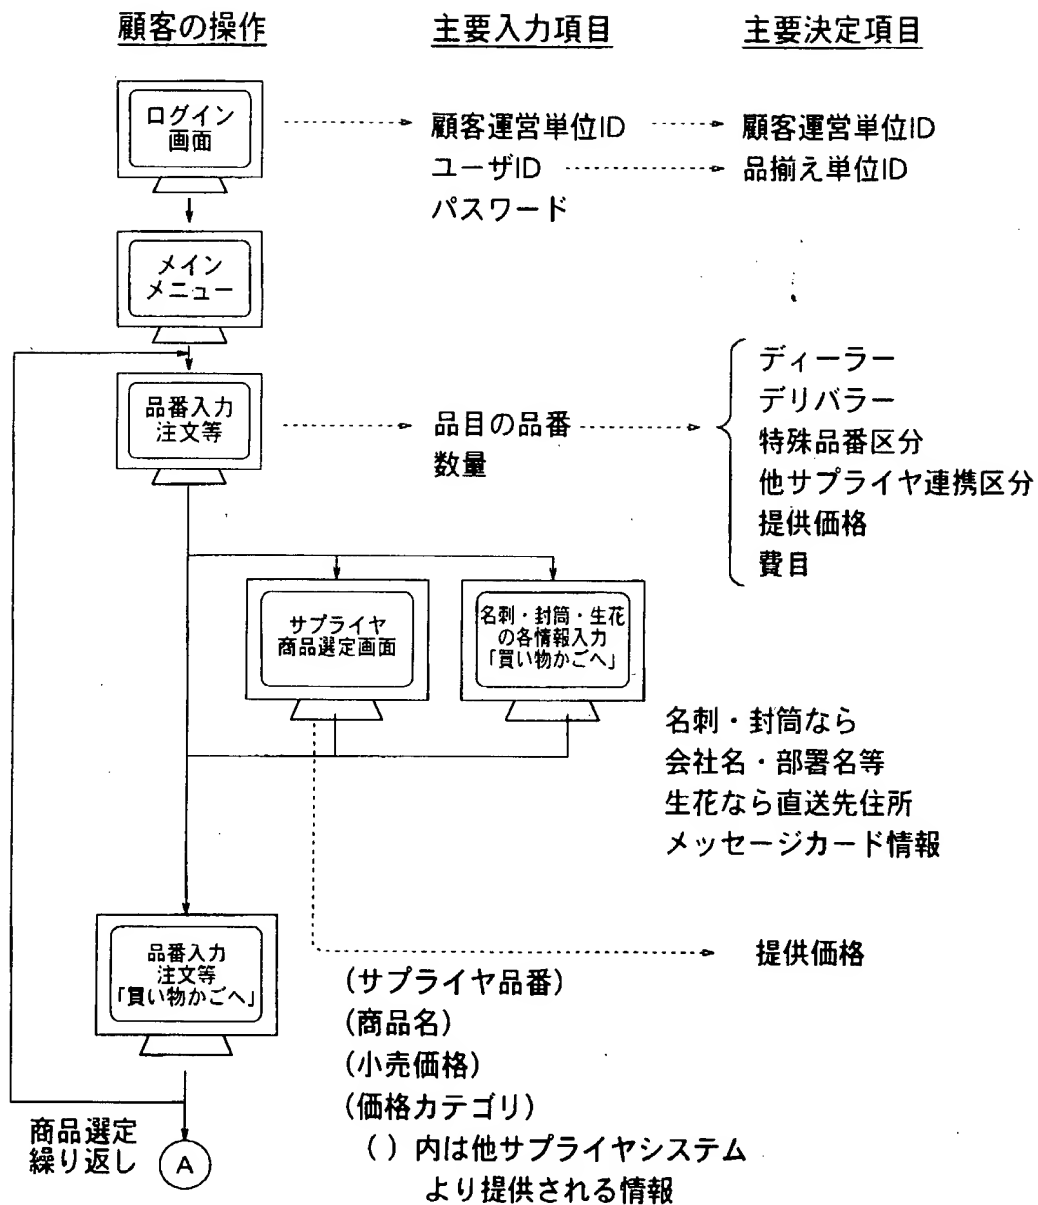 顧客の操作
主要入力項目
主要決定項目
ログイン
画面
顧客運営単位ID
顧客運営単位ID
ユーザID
品揃え単位ID
パスワード
メイン
メニュー
品番入力
注文等
品目の品番
数量
ディーラー
デリバラー
特殊品番区分
他サプライヤ連携区分
提供価格
費目
サプライヤ
商品選定画面
名刺・封筒・生花
の各情報入力
「買い物かごへ」
名刺・封筒なら
会社名・部署名等
生花なら直送先住所
メッセージカード情報
品番入力
注文等
「買い物かごへ」
提供価格
(サプライヤ品番)
(商品名)
(小売価格)
(価格カテゴリ)
( ) 内は他サプライヤシステム
より提供される情報
商品選定
繰り返し
A